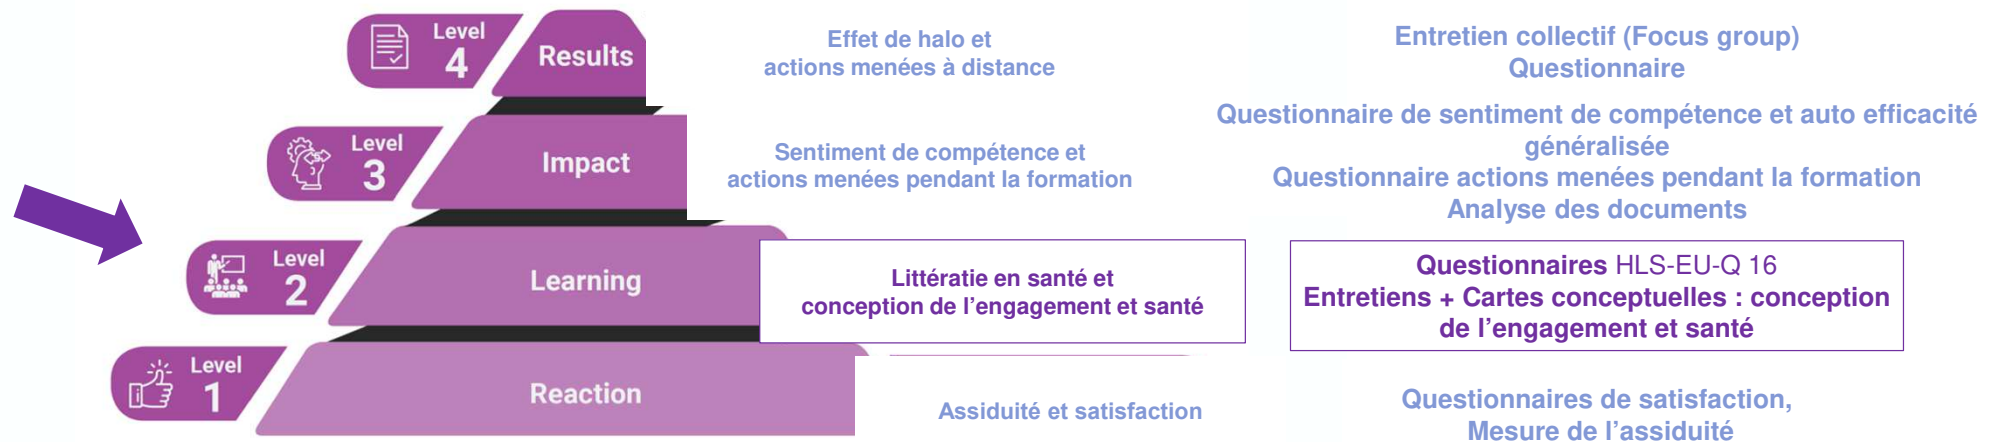 Level
4
Results
Effet de halo et
actions menées à distance
Entretien collectif (Focus group)
Questionnaire
Level
3
Impact
Sentiment de compétence et
actions menées pendant la formation
Questionnaire de sentiment de compétence et auto efficacité
généralisée
Questionnaire actions menées pendant la formation
Analyse des documents
Level
2
Learning
Littératie en santé et
conception de l'engagement et santé
Questionnaires HLS-EU-Q 16
Entretiens + Cartes conceptuelles : conception
de l'engagement et santé
Level
1
Reaction
Assiduité et satisfaction
Questionnaires de satisfaction,
Mesure de l'assiduité